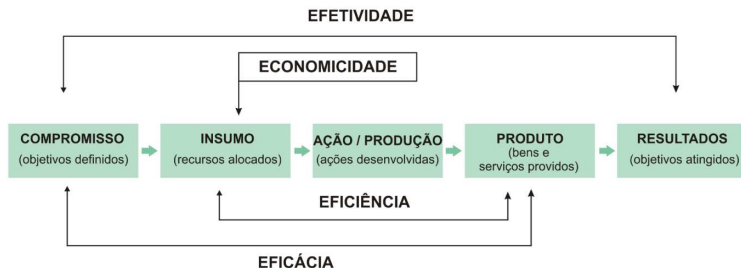 EFETIVIDADE
ECONOMICIDADE
COMPROMISSO
(objetivos definidos)
INSUMO
(recursos alocados)
AÇÃO / PRODUÇÃO
(ações desenvolvidas)
PRODUTO
(bens e
serviços providos)
RESULTADOS
(objetivos atingidos)
EFICIÊNCIA
EFICÁCIA